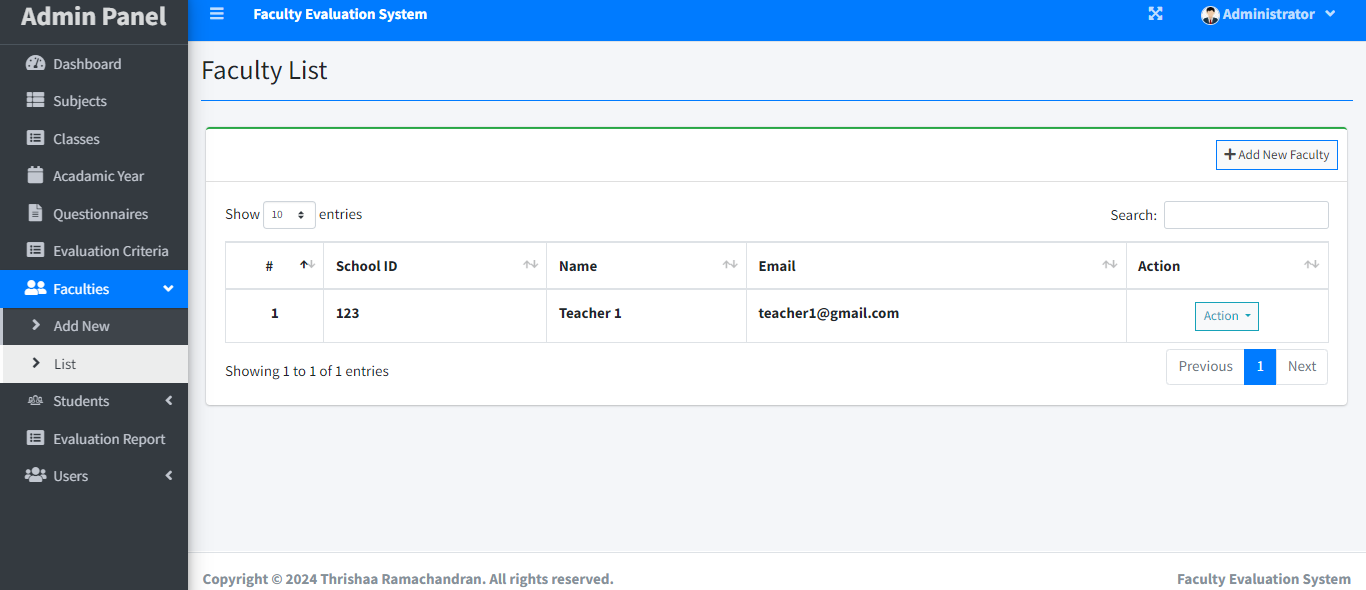 Admin Panel
Faculty Evaluation System
Administrator
Dashboard
Subjects
Classes
Acadamic Year
Questionnaires
Evaluation Criteria
Faculties
Add New
List
Students
Evaluation Report
Users
Faculty List
Add New Faculty
Show 10 entries
Search:
# School ID Name Email Action
1 123 Teacher 1 teacher1@gmail.com Action
Showing 1 to 1 of 1 entries
Previous 1 Next
Copyright © 2024 Thrishaa Ramachandran. All rights reserved.
Faculty Evaluation System